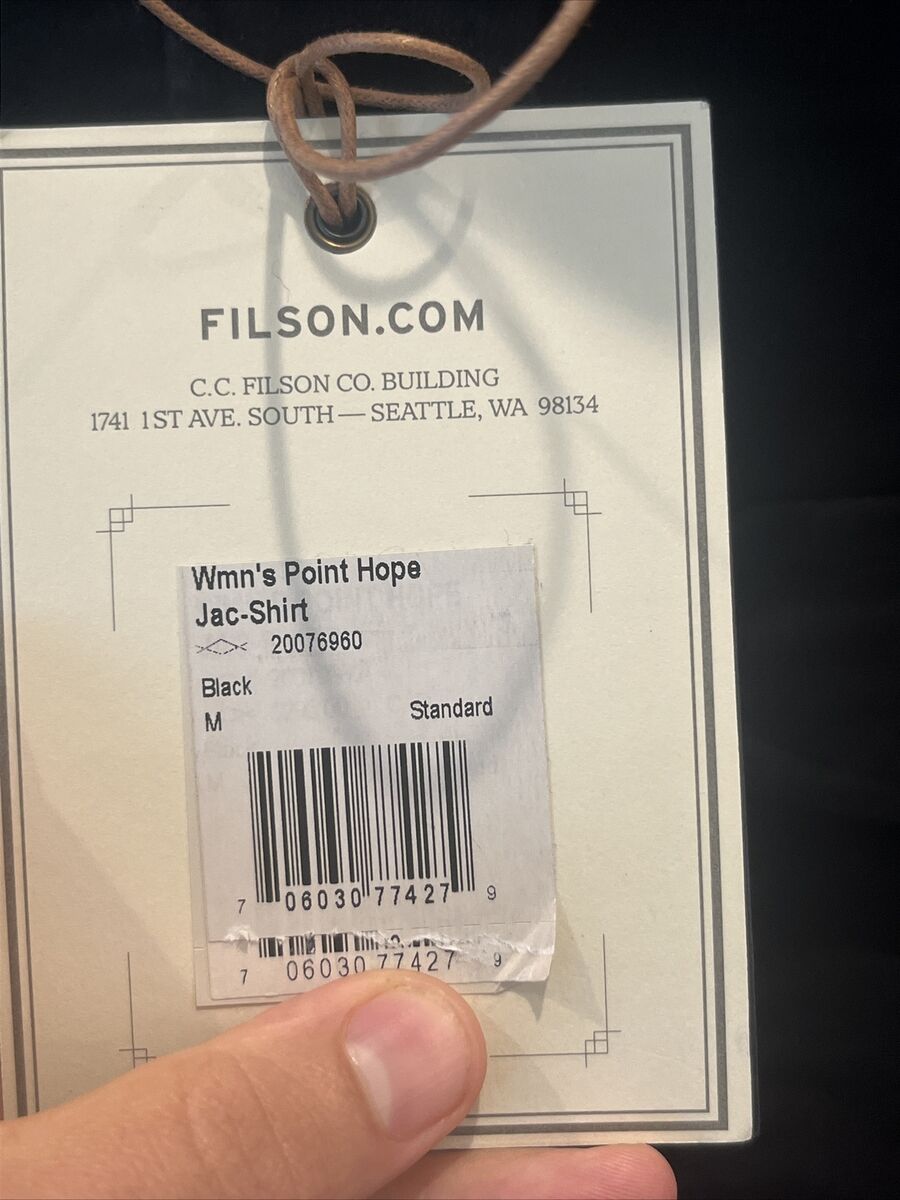 FILSON.COM
C.C. FILSON CO. BUILDING
1741 1ST AVE. SOUTH — SEATTLE, WA 98134
Wmn's Point Hope
Jac-Shirt
20076960
Black
M Standard
7 06030 77427 9
7 06030 77427 9